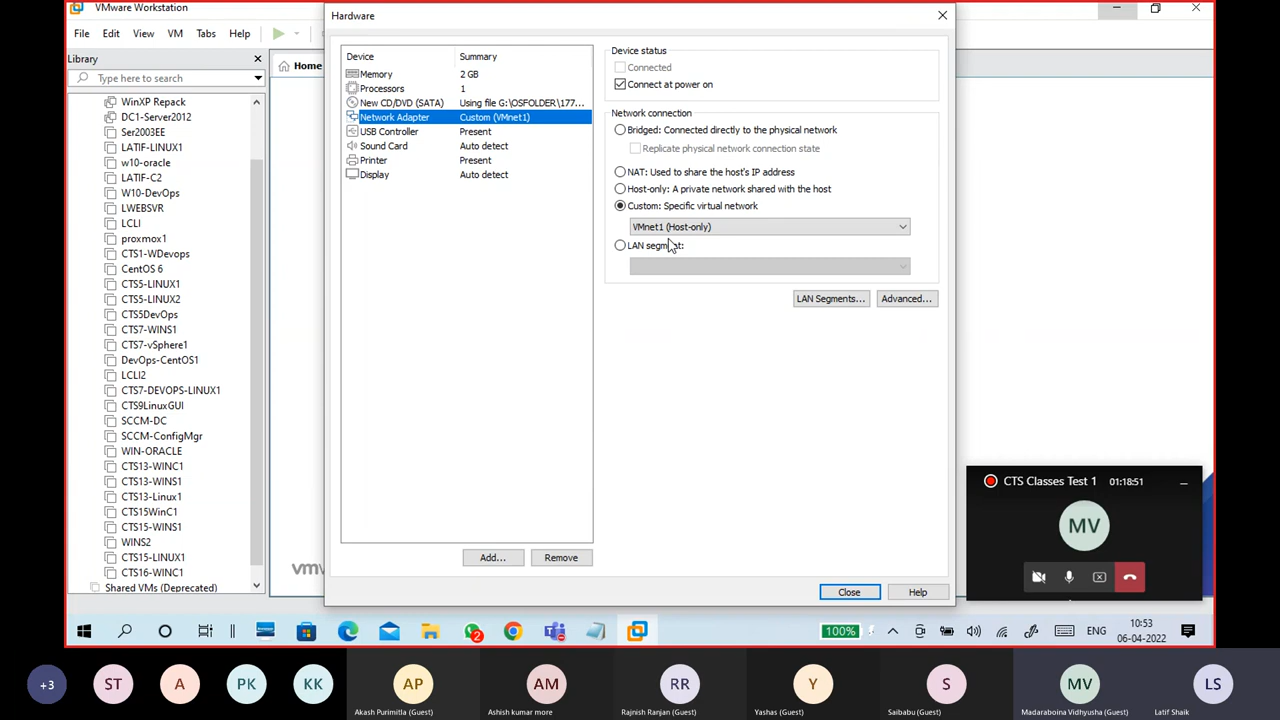 VMware Workstation
File Edit View VM Tabs Help
Library
Type here to search
Home
WinXP Repack
DC1-Server2012
Ser2003EE
LATIF-LINUX1
w10-oracle
LATIF-C2
W10-DevOps
LWEBSVR
LCLI
proxmox1
CTS1-WDevops
CentOS 6
CTS5-LINUX1
CTS5-LINUX2
CTS5DevOps
CTS7-WINS1
CTS7-vSphere1
DevOps-CentOS1
LCLI2
CTS7-DEVOPS-LINUX1
CTS9LinuxGUI
SCCM-DC
SCCM-ConfigMgr
WIN-ORACLE
CTS13-WINC1
CTS13-WINS1
CTS13-Linux1
CTS15WinC1
CTS15-WINS1
WINS2
CTS15-LINUX1
CTS16-WINC1
Shared VMs (Deprecated)
vmw
Hardware
Device Summary
Memory 2 GB
Processors 1
New CD/DVD (SATA) Using file G:\OSFOLDER\177...
Network Adapter Custom (VMnet1)
USB Controller Present
Sound Card Auto detect
Printer Present
Display Auto detect
Add... Remove
Device status
Connected
Connect at power on
Network connection
Bridged: Connected directly to the physical network
Replicate physical network connection state
NAT: Used to share the host's IP address
Host-only: A private network shared with the host
Custom: Specific virtual network
VMnet1 (Host-only)
LAN segment:
LAN Segments... Advanced...
Close Help
CTS Classes Test 1 01:18:51
MV
2
100% ENG 10:53
06-04-2022
+3 ST A PK KK AP AM RR Y S MV LS
Akash Purimitla (Guest) Ashish kumar more Rajnish Ranjan (Guest) Yashas (Guest) Saibabu (Guest) Madaraboina Vidhyusha (Guest) Latif Shaik